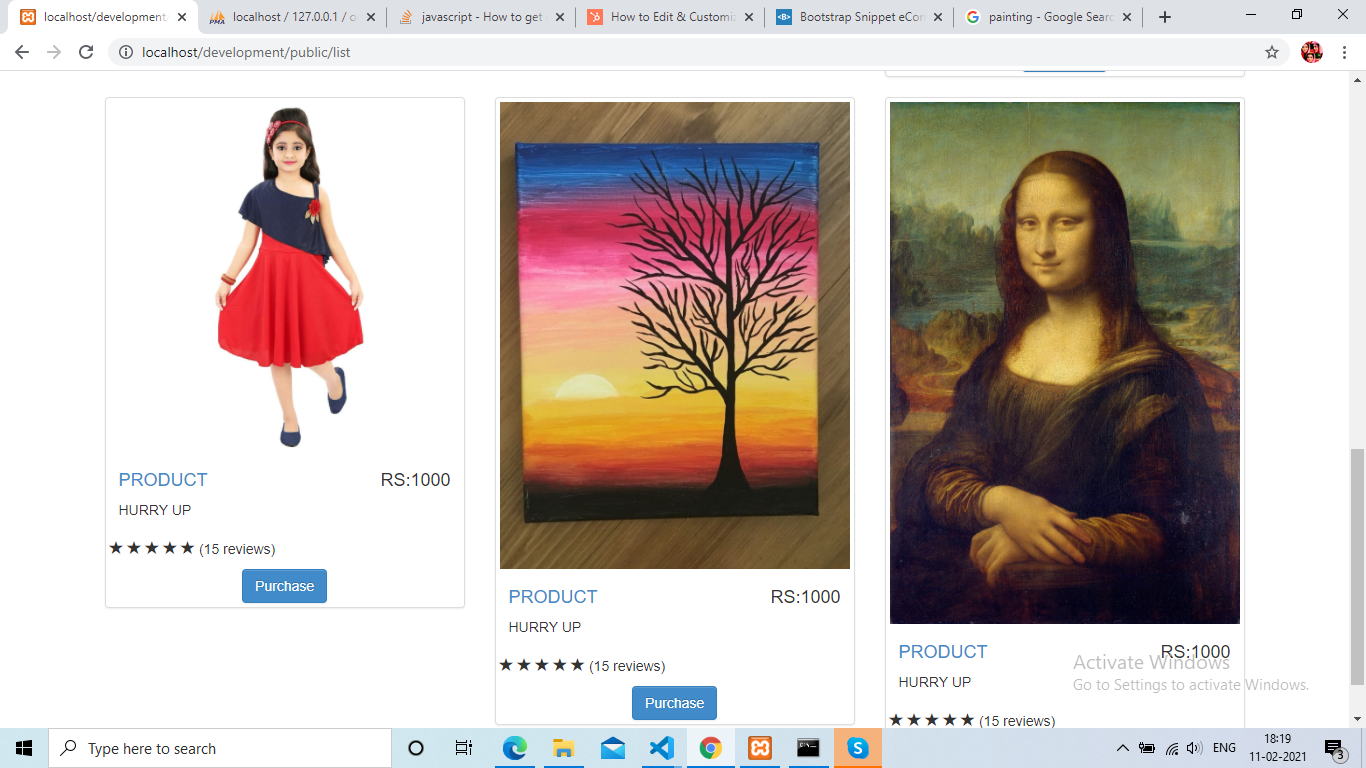 localhost/development
localhost / 127.0.0.1 / o
javascript - How to get
How to Edit & Customiz
Bootstrap Snippet eCom
painting - Google Searc
localhost/development/public/list
PRODUCT RS:1000
HURRY UP
★★★★★ (15 reviews)
Purchase
PRODUCT RS:1000
HURRY UP
★★★★★ (15 reviews)
Purchase
PRODUCT RS:1000
HURRY UP
★★★★★ (15 reviews)
Activate Windows
Go to Settings to activate Windows.
Type here to search
ENG
18:19
11-02-2021
3